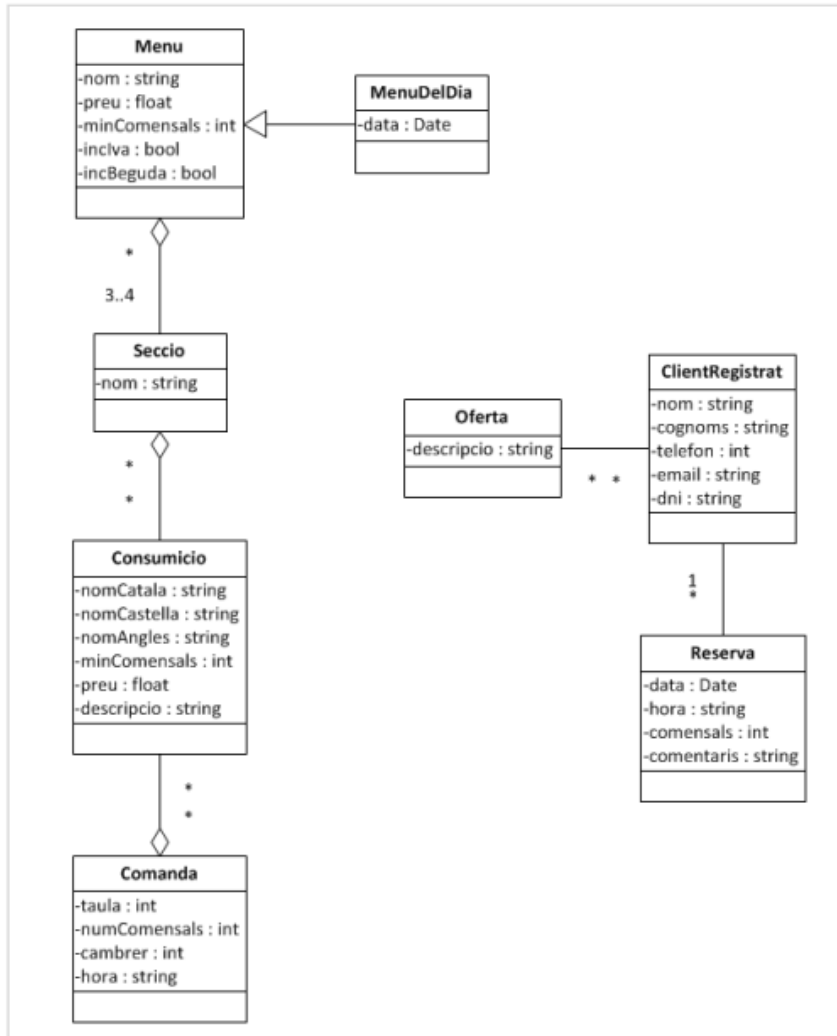 Menu
-nom : string
-preu : float
-minComensals : int
-incIva : bool
-incBeguda : bool
MenuDelDia
-data : Date
*
3..4
Seccio
-nom : string
*
*
Consumicio
-nomCatala : string
-nomCastella : string
-nomAngles : string
-minComensals : int
-preu : float
-descripcio : string
*
*
Comanda
-taula : int
-numComensals : int
-cambrer : int
-hora : string
Oferta
-descripcio : string
* *
ClientRegistrat
-nom : string
-cognoms : string
-telefon : int
-email : string
-dni : string
1
*
Reserva
-data : Date
-hora : string
-comensals : int
-comentaris : string